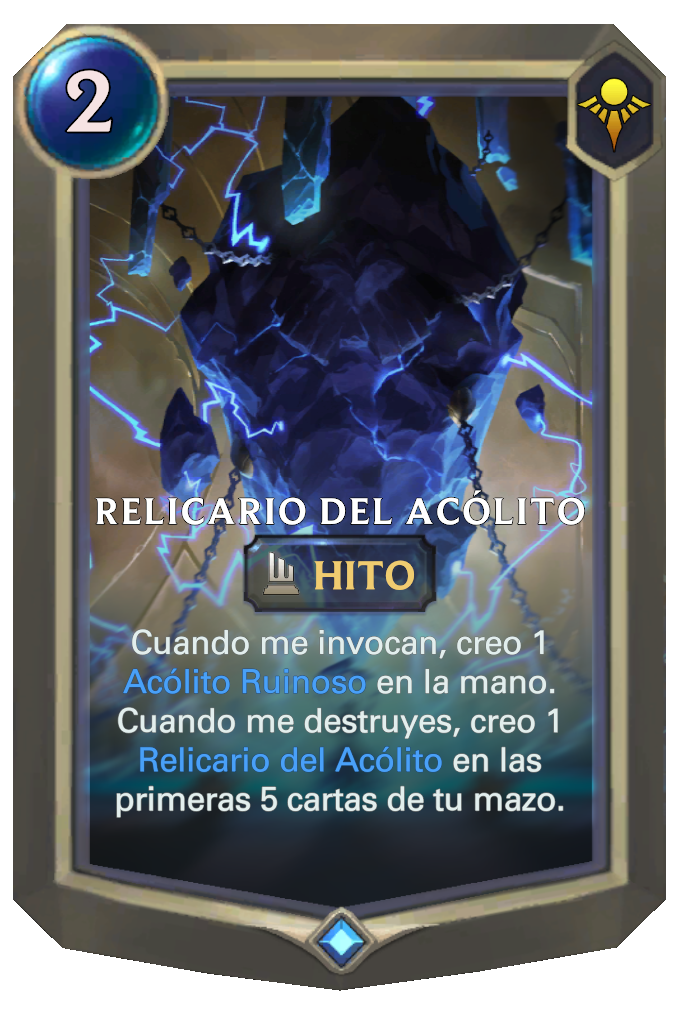 2
RELICARIO DEL ACÓLITO
HITO
Cuando me invocan, creo 1
Acólito Ruinoso en la mano.
Cuando me destruyes, creo 1
Relicario del Acólito en las
primeras 5 cartas de tu mazo.